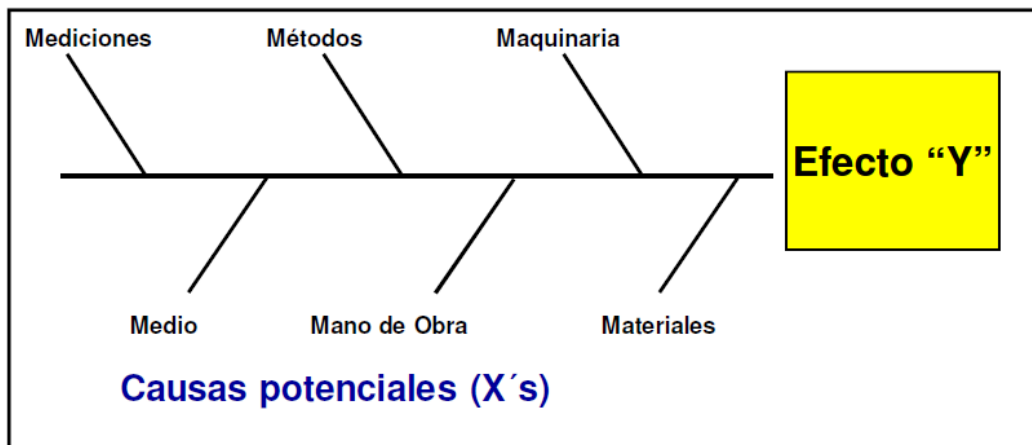 Mediciones
Métodos
Maquinaria
Efecto “Y”
Medio
Mano de Obra
Materiales
Causas potenciales (X´s)